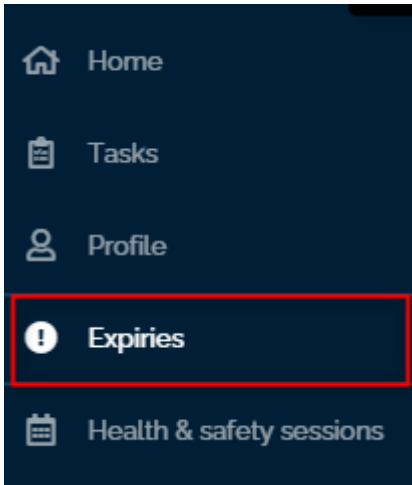 Home
Tasks
Profile
Expiries
Health & safety sessions